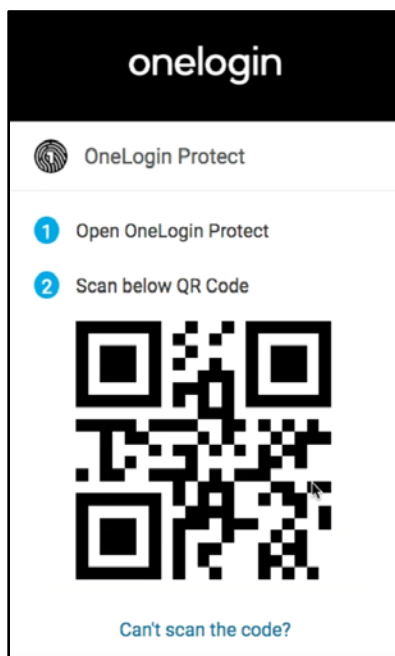 onelogin
OneLogin Protect
1 Open OneLogin Protect
2 Scan below QR Code
Can't scan the code?